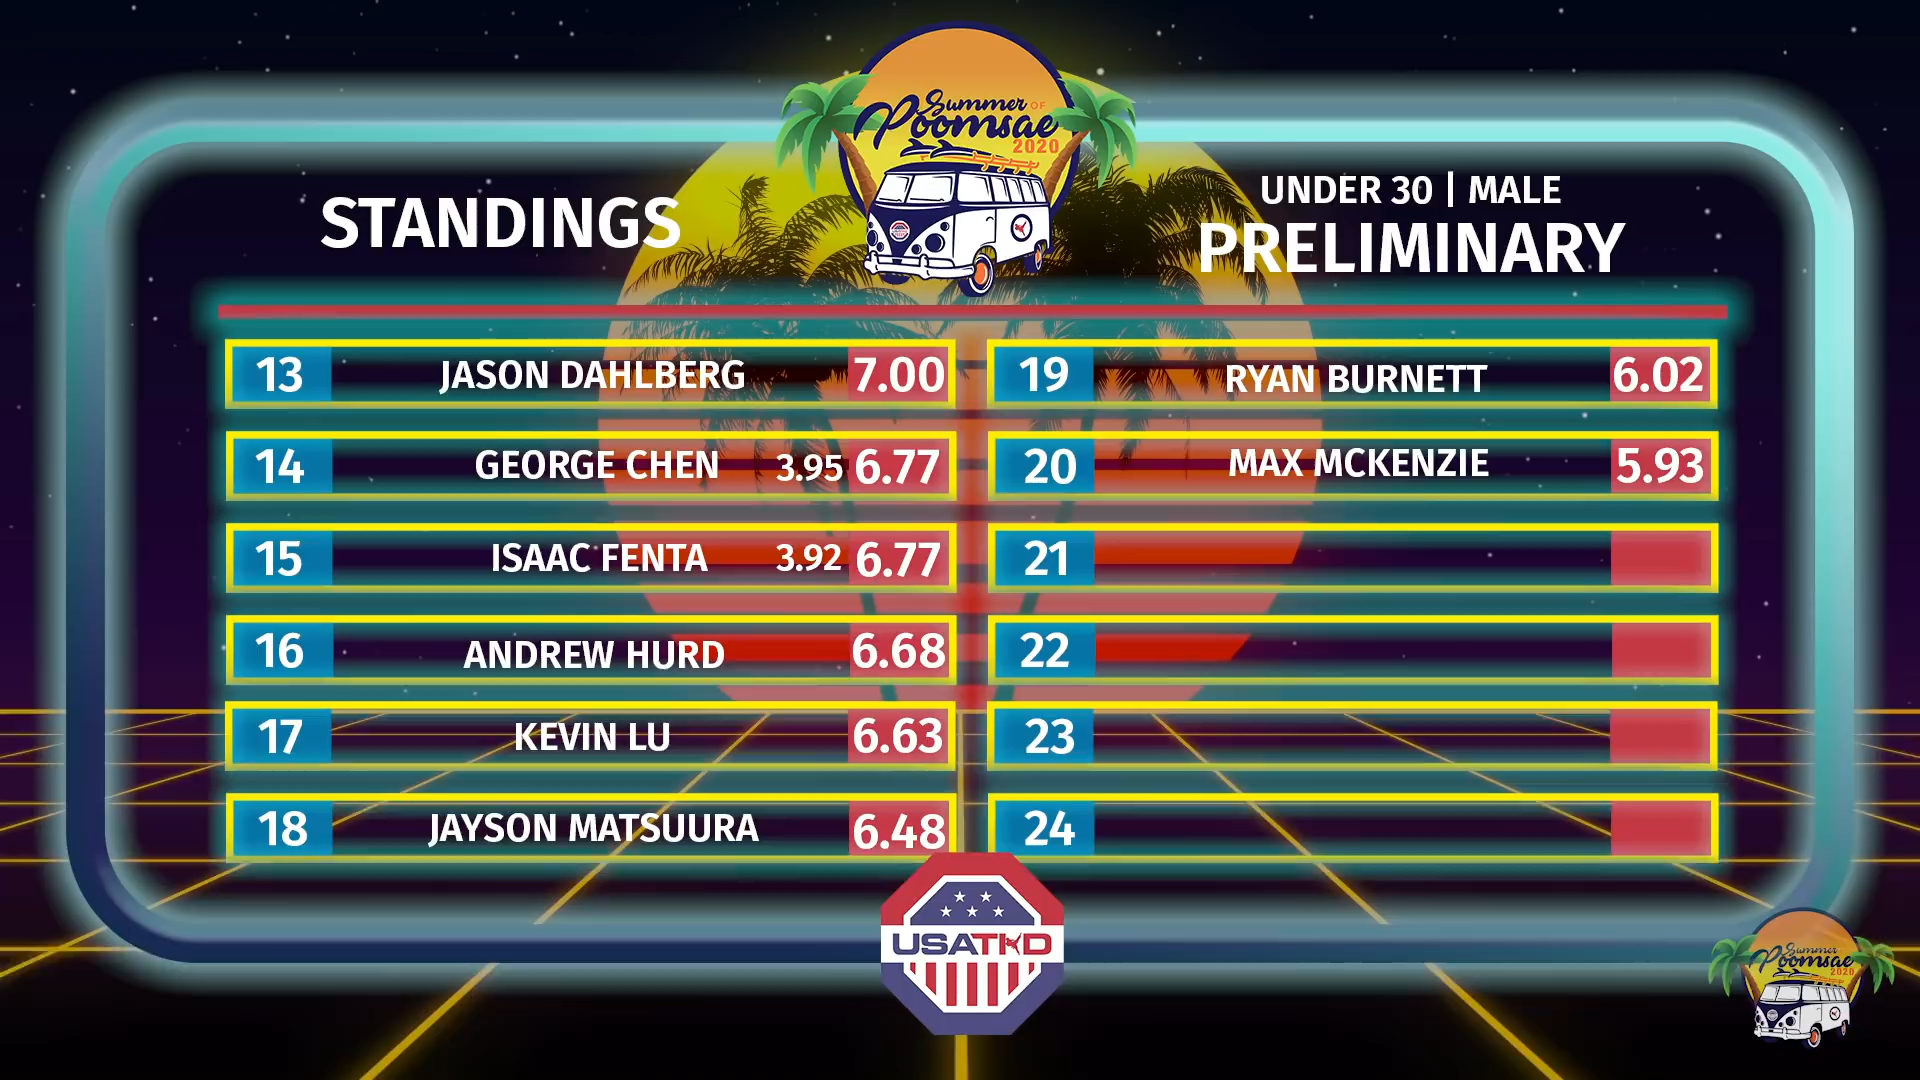 Summer OF
Poomsae
2020
STANDINGS
UNDER 30 | MALE
PRELIMINARY
13 JASON DAHLBERG 7.00
14 GEORGE CHEN 3.95 6.77
15 ISAAC FENTA 3.92 6.77
16 ANDREW HURD 6.68
17 KEVIN LU 6.63
18 JAYSON MATSUURA 6.48
19 RYAN BURNETT 6.02
20 MAX MCKENZIE 5.93
21
22
23
24
USATKD
Summer
Poomsae
2020